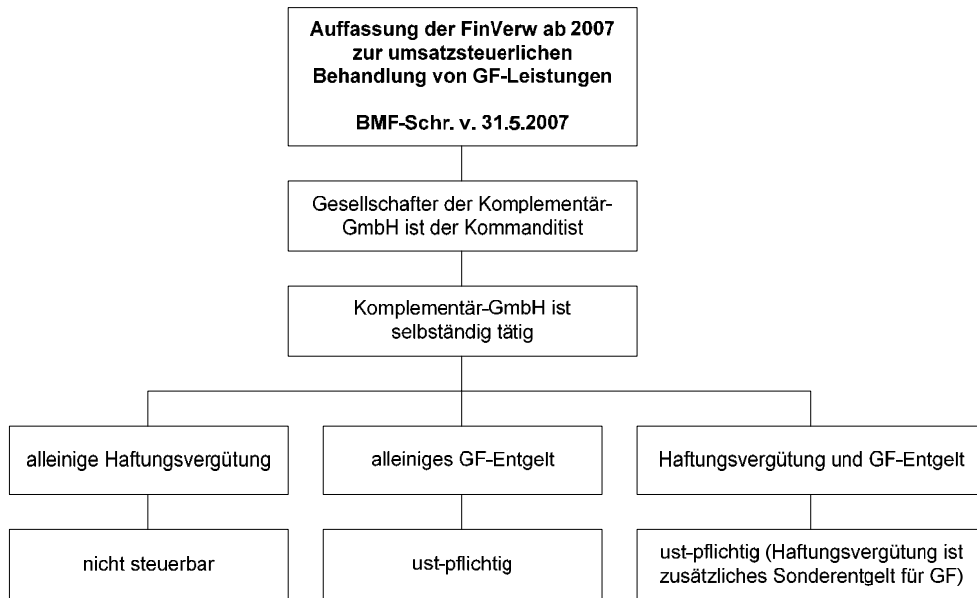 Auffassung der FinVerw ab 2007
zur umsatzsteuerlichen
Behandlung von GF-Leistungen
BMF-Schr. v. 31.5.2007
Gesellschafter der Komplementär-
GmbH ist der Kommanditist
Komplementär-GmbH ist
selbständig tätig
alleinige Haftungsvergütung
alleiniges GF-Entgelt
Haftungsvergütung und GF-Entgelt
nicht steuerbar
ust-pflichtig
ust-pflichtig (Haftungsvergütung ist
zusätzliches Sonderentgelt für GF)